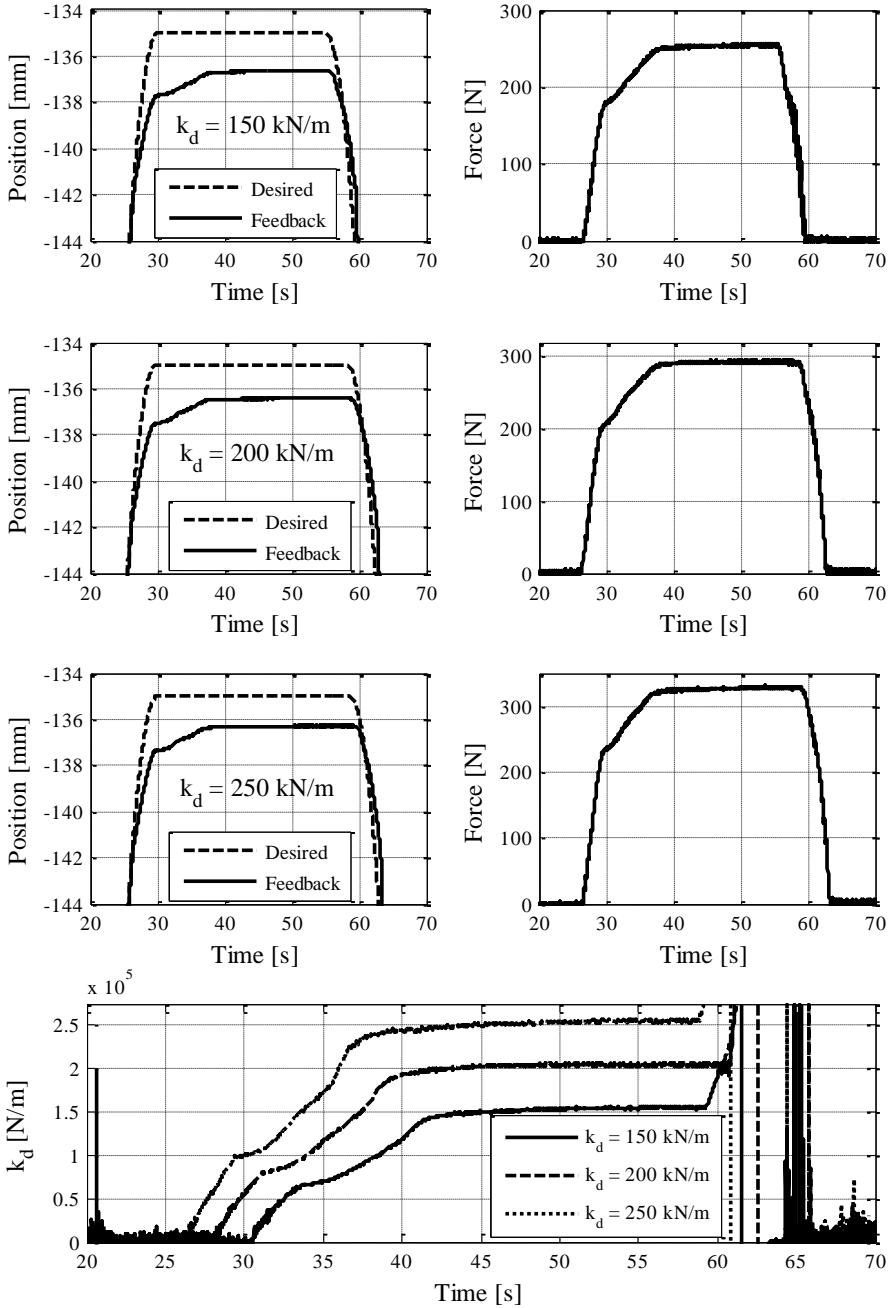 -134
-136
-138
-140
-142
-144
Position [mm]
k_d = 150 kN/m
Desired
Feedback
20 30 40 50 60 70
Time [s]
300
200
100
0
Force [N]
20 30 40 50 60 70
Time [s]
-134
-136
-138
-140
-142
-144
Position [mm]
k_d = 200 kN/m
Desired
Feedback
20 30 40 50 60 70
Time [s]
300
200
100
0
Force [N]
20 30 40 50 60 70
Time [s]
-134
-136
-138
-140
-142
-144
Position [mm]
k_d = 250 kN/m
Desired
Feedback
20 30 40 50 60 70
Time [s]
300
200
100
0
Force [N]
20 30 40 50 60 70
Time [s]
x 10^5
2.5
2
1.5
1
0.5
0
k_d [N/m]
k_d = 150 kN/m
k_d = 200 kN/m
k_d = 250 kN/m
20 25 30 35 40 45 50 55 60 65 70
Time [s]